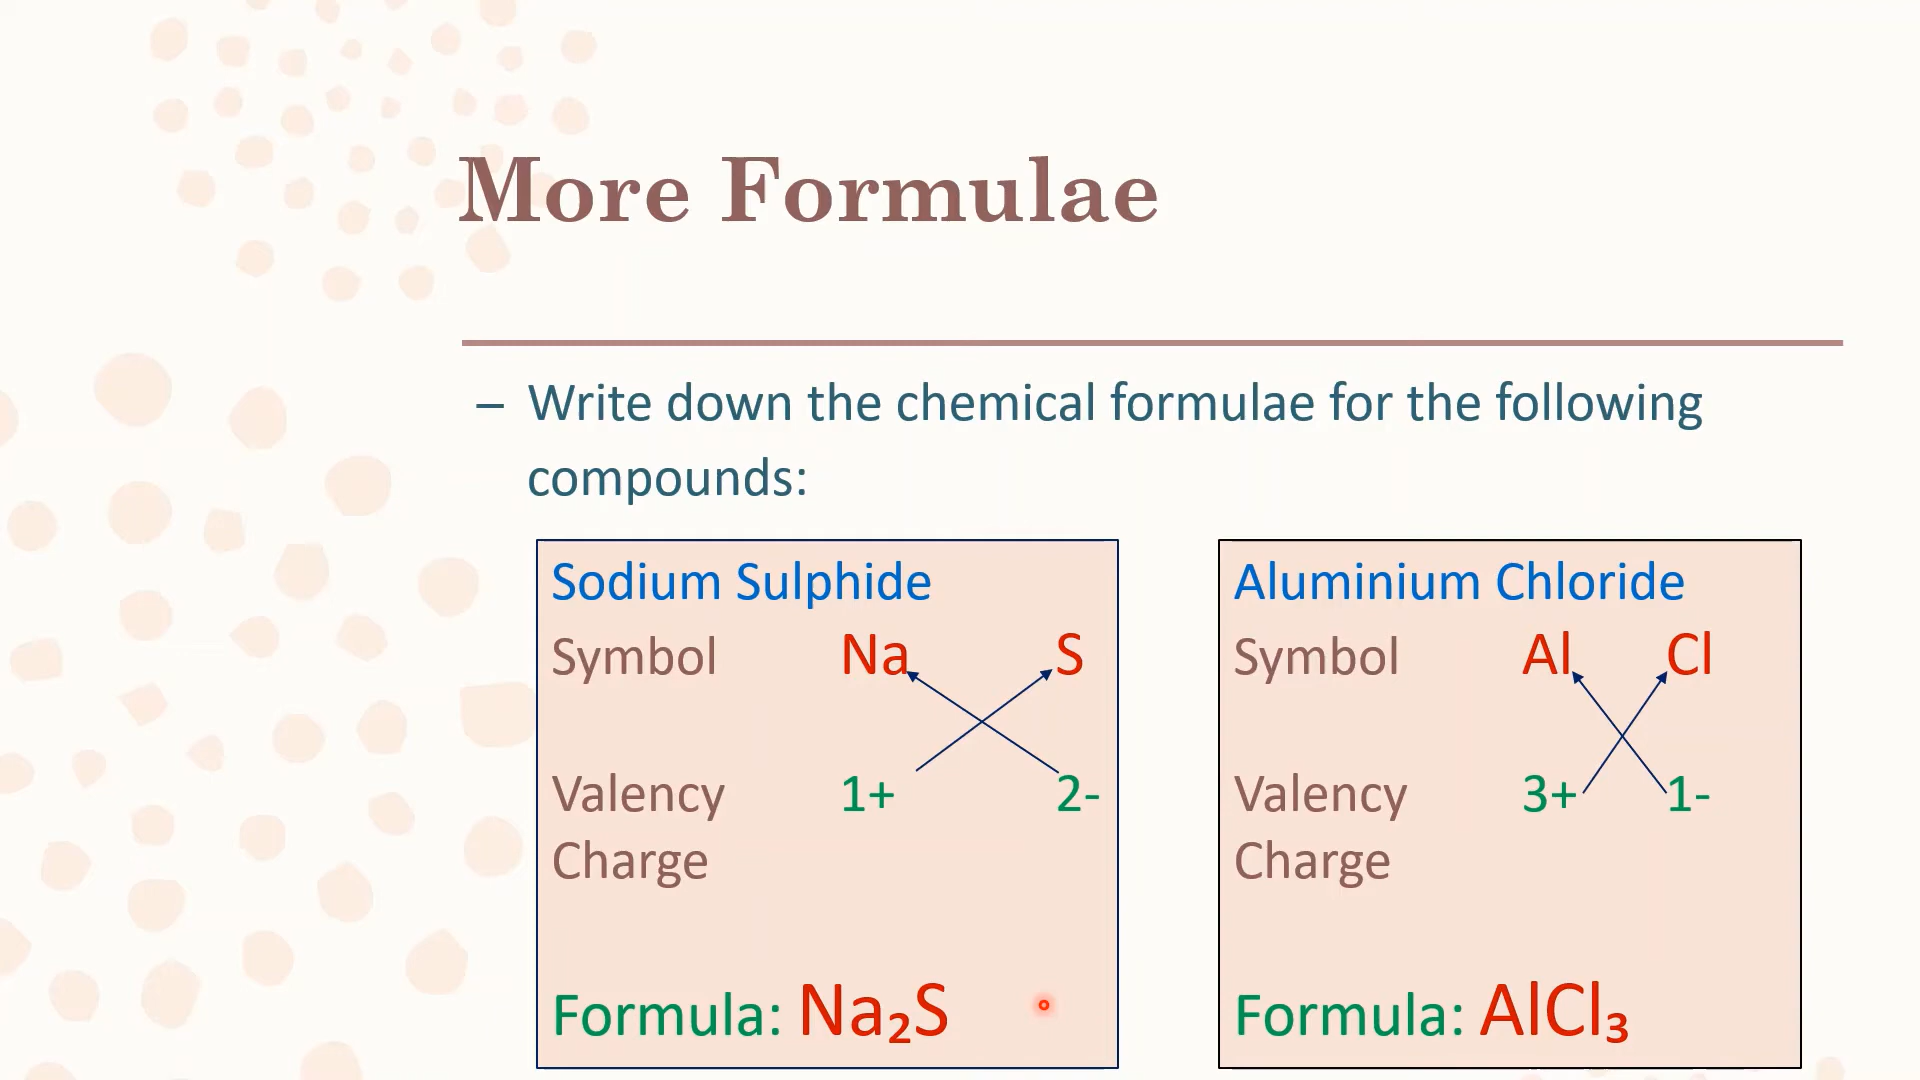 More Formulae
– Write down the chemical formulae for the following
compounds:
Sodium Sulphide
Symbol Na S
Valency 1+ 2-
Charge
Formula: Na₂S
Aluminium Chloride
Symbol Al Cl
Valency 3+ 1-
Charge
Formula: AlCl₃